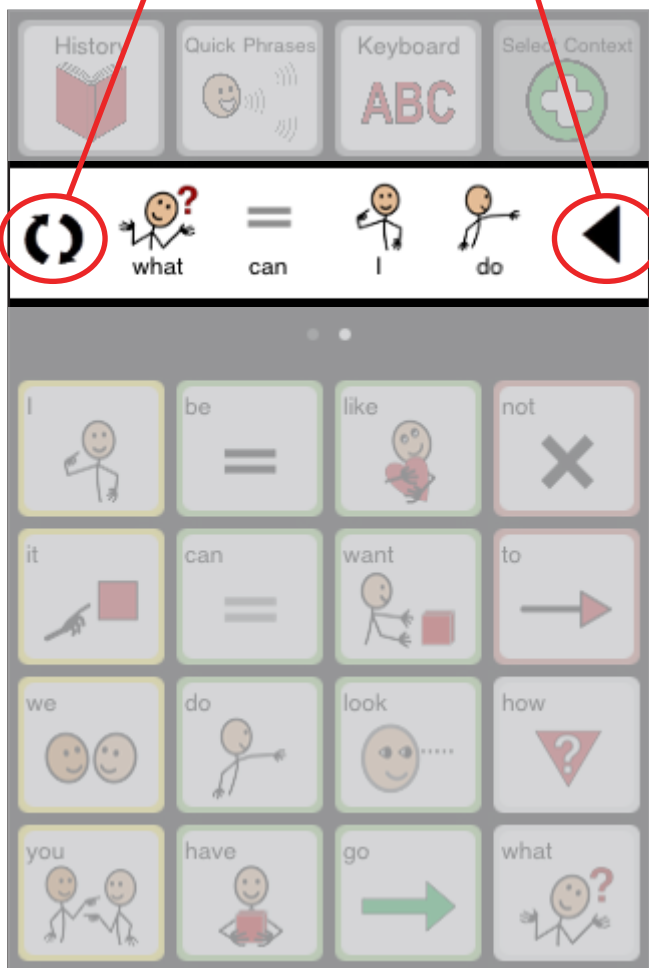 History Quick Phrases Keyboard Select Context
ABC
?
what can I do
I be like not
it can want to
we do look how
?
you have go what
?